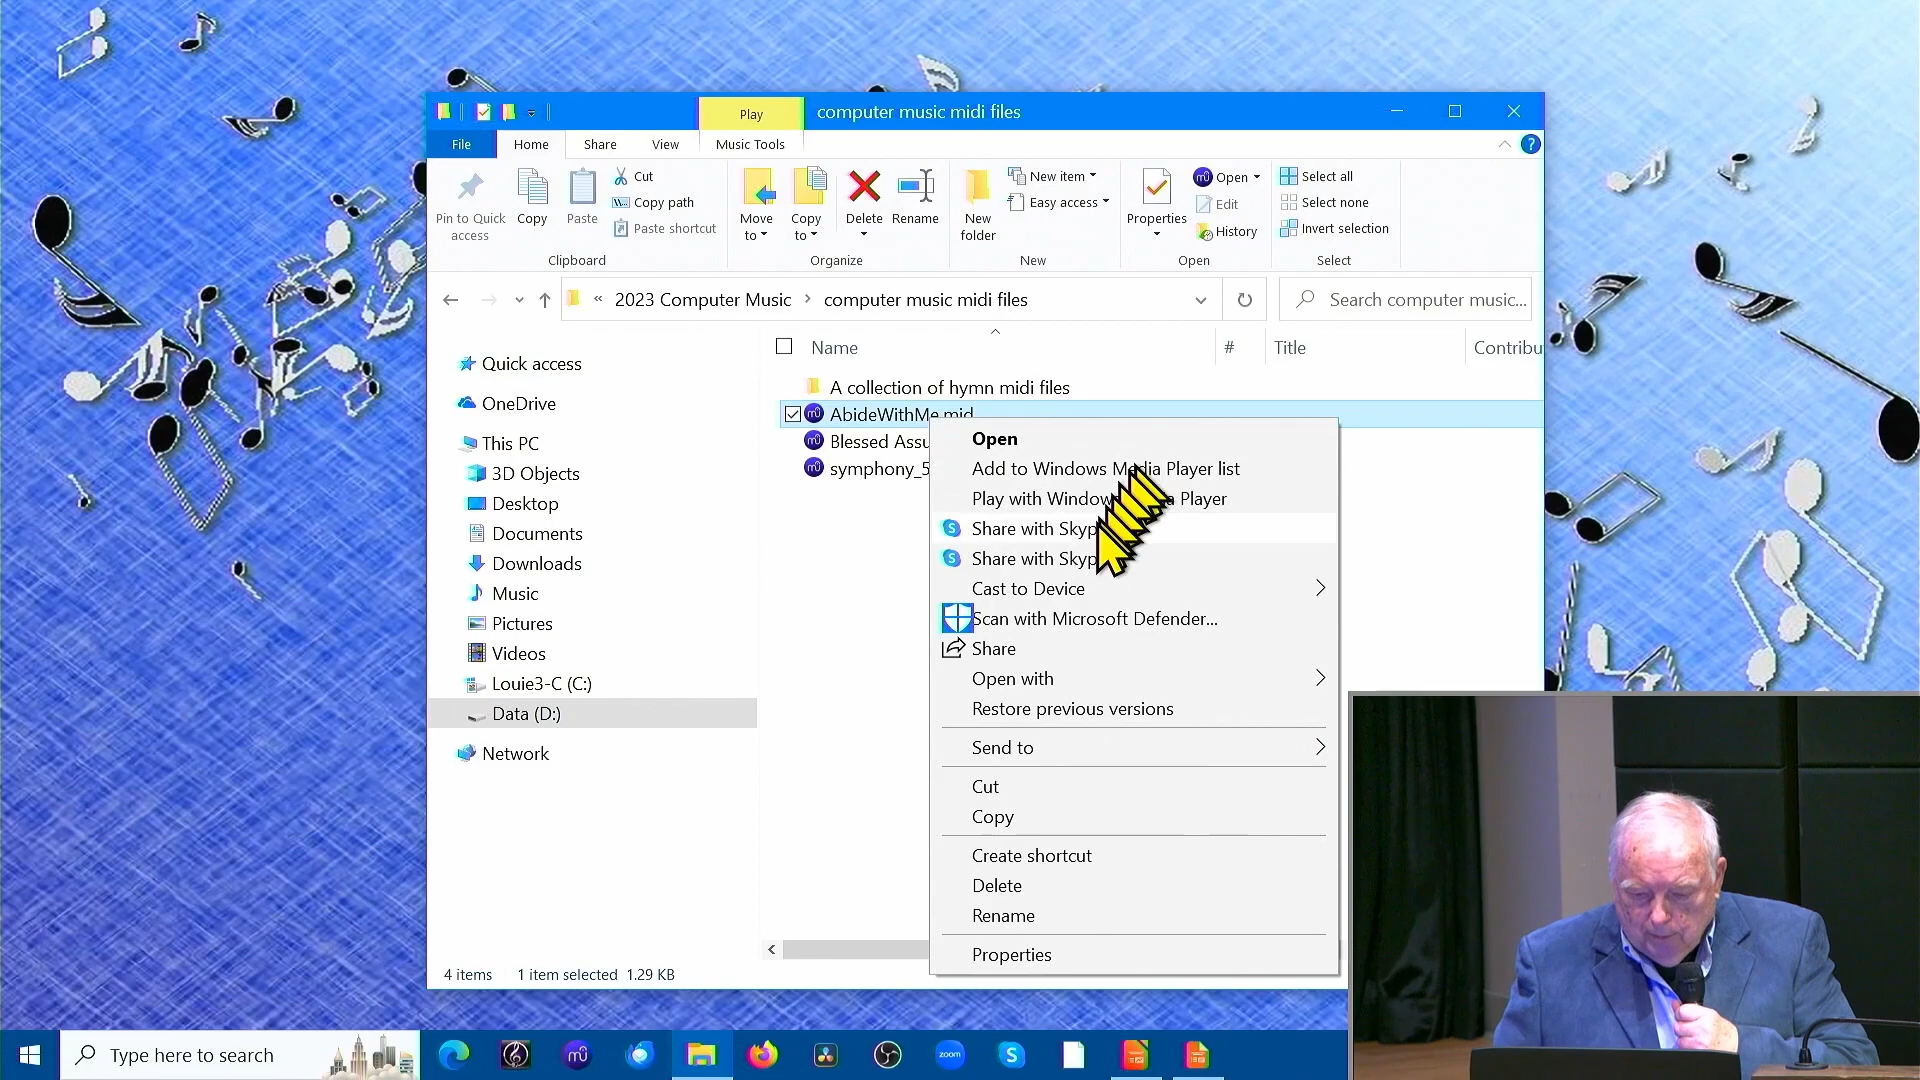 Play
computer music midi files
File
Home
Share
View
Music Tools
Pin to Quick access
Copy
Paste
Cut
Copy path
Paste shortcut
Clipboard
Move to
Copy to
Delete
Rename
Organize
New folder
New item
Easy access
New
Properties
Open
Edit
History
Open
Select all
Select none
Invert selection
Select
« 2023 Computer Music > computer music midi files
Search computer music...
Name
#
Title
Contribu
Quick access
OneDrive
This PC
3D Objects
Desktop
Documents
Downloads
Music
Pictures
Videos
Louie3-C (C:)
Data (D:)
Network
A collection of hymn midi files
AbideWithMe.mid
Blessed Assu
symphony_5
Open
Add to Windows Media Player list
Play with Windows Media Player
Share with Skyp
Share with Skyp
Cast to Device
Scan with Microsoft Defender...
Share
Open with
Restore previous versions
Send to
Cut
Copy
Create shortcut
Delete
Rename
Properties
4 items
1 item selected 1.29 KB
Type here to search
zoom